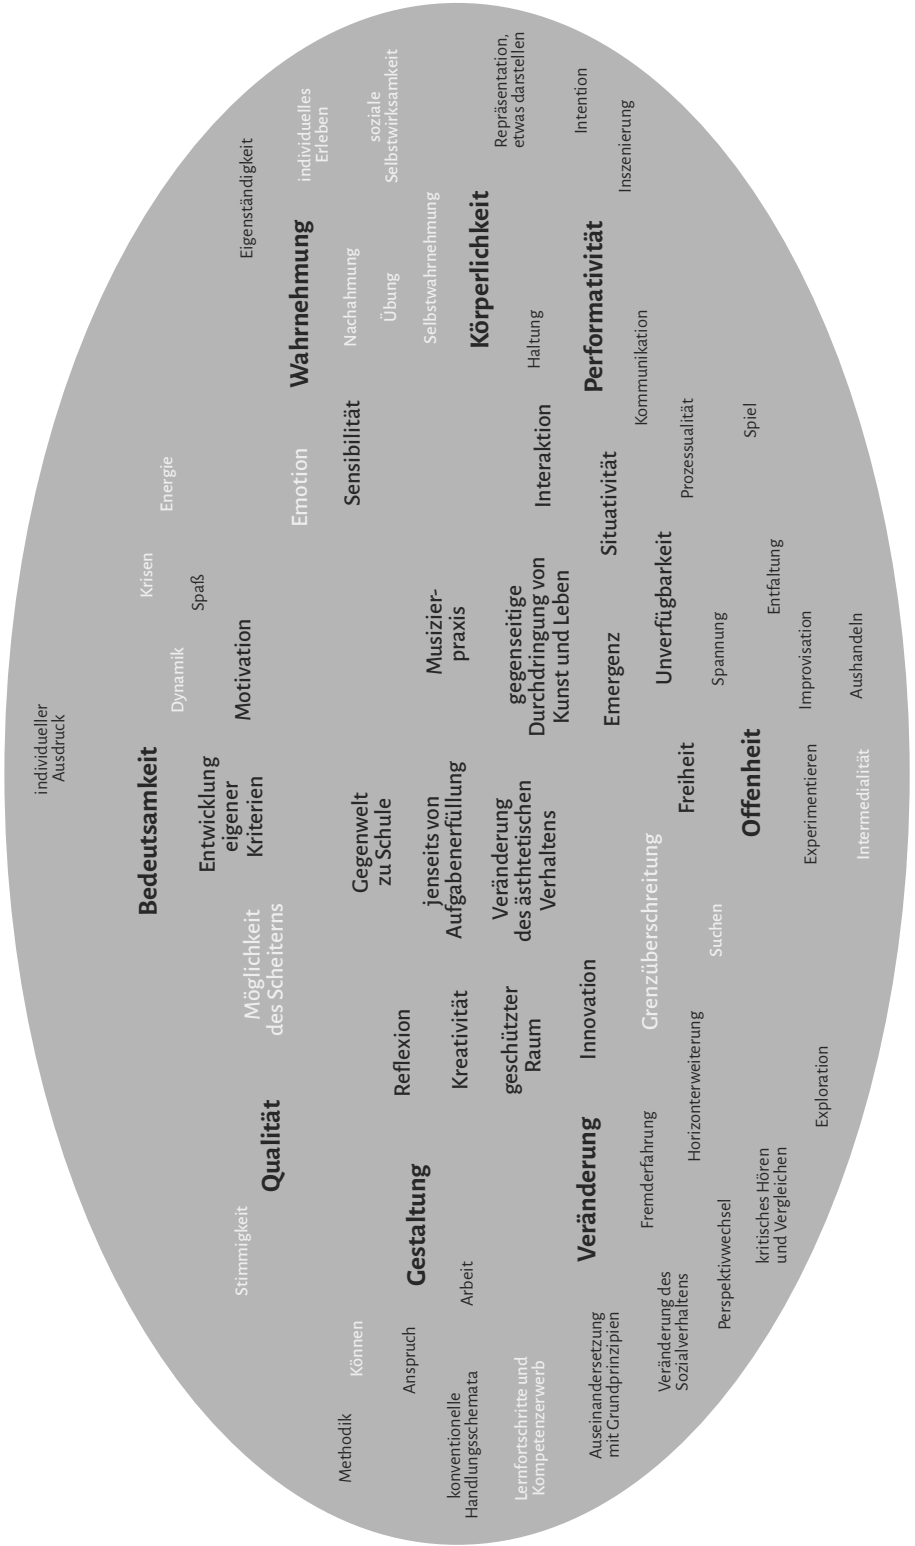 individueller
Ausdruck
Bedeutsamkeit
Krisen
Energie
Dynamik
Spaß
Entwicklung
eigener
Kriterien
Stimmigkeit
Motivation
Eigenständigkeit
Möglichkeit
des Scheiterns
Qualität
Emotion
Wahrnehmung
individuelles
Erleben
Methodik
Können
Sensibilität
Nachahmung
Gegenwelt
zu Schule
soziale
Selbstwirksamkeit
Übung
Reflexion
Anspruch
Gestaltung
Selbstwahrnehmung
jenseits von
Aufgabenerfüllung
Musizier-
praxis
konventionelle
Handlungsschemata
Arbeit
Kreativität
Körperlichkeit
Repräsentation,
etwas darstellen
Lernfortschritte und
Kompetenzerwerb
geschützter
Raum
Veränderung
des ästhtetischen
Verhaltens
gegenseitige
Durchdringung von
Kunst und Leben
Interaktion
Haltung
Intention
Auseinandersetzung
mit Grundprinzipien
Veränderung
Innovation
Emergenz
Situativität
Performativität
Inszenierung
Fremderfahrung
Grenzüberschreitung
Unverfügbarkeit
Kommunikation
Veränderung des
Sozialverhaltens
Horizonterweiterung
Freiheit
Prozessualität
Perspektivwechsel
Suchen
Spannung
Offenheit
Spiel
kritisches Hören
und Vergleichen
Entfaltung
Exploration
Experimentieren
Improvisation
Intermedialität
Aushandeln